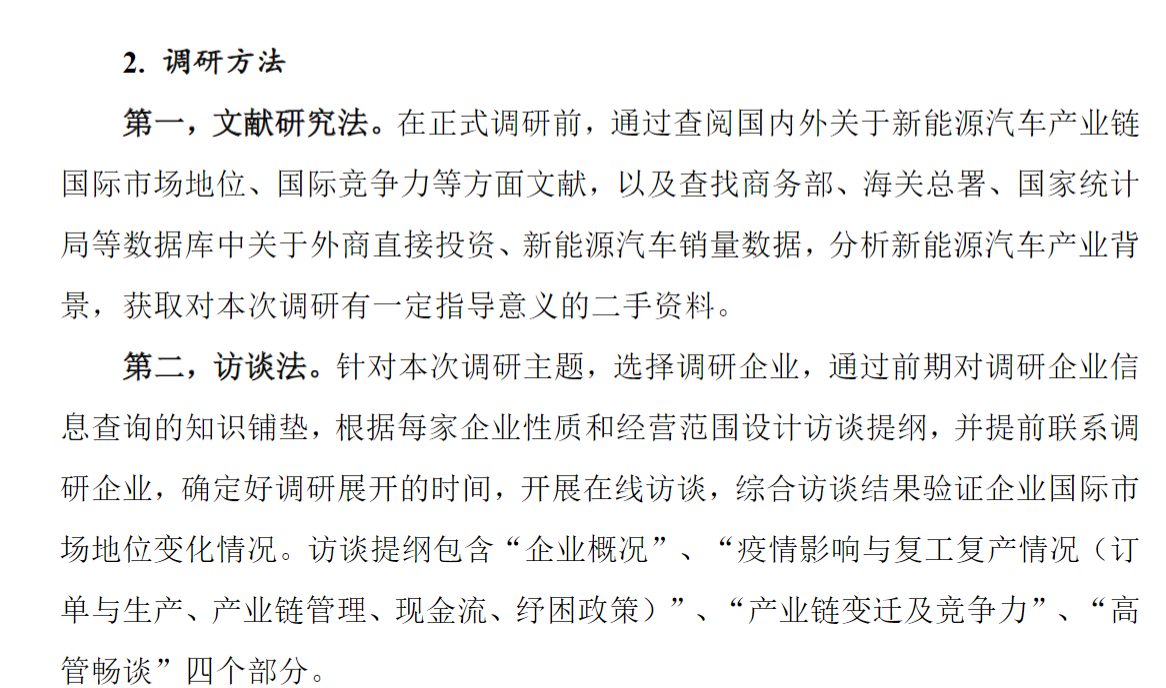 2. 调研方法
第一，文献研究法。在正式调研前，通过查阅国内外关于新能源汽车产业链
国际市场地位、国际竞争力等方面文献，以及查找商务部、海关总署、国家统计
局等数据库中关于外商直接投资、新能源汽车销量数据，分析新能源汽车产业背
景，获取对本次调研有一定指导意义的二手资料。
第二，访谈法。针对本次调研主题，选择调研企业，通过前期对调研企业信
息查询的知识铺垫，根据每家企业性质和经营范围设计访谈提纲，并提前联系调
研企业，确定好调研展开的时间，开展在线访谈，综合访谈结果验证企业国际市
场地位变化情况。访谈提纲包含“企业概况”、“疫情影响与复工复产情况（订
单与生产、产业链管理、现金流、纾困政策）”、“产业链变迁及竞争力”、“高
管畅谈”四个部分。